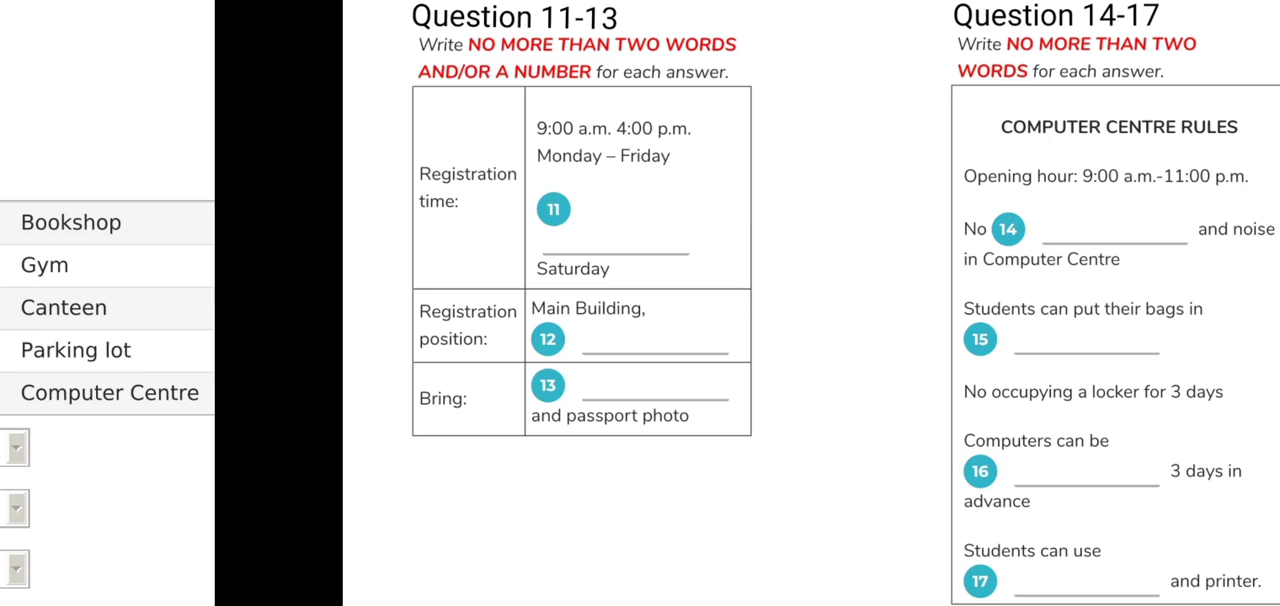 Bookshop
Gym
Canteen
Parking lot
Computer Centre
Question 11-13
Write NO MORE THAN TWO WORDS
AND/OR A NUMBER for each answer.
Registration
time:
9:00 a.m. 4:00 p.m.
Monday – Friday
11
Saturday
Registration
position:
Main Building,
12
Bring:
13
and passport photo
Question 14-17
Write NO MORE THAN TWO
WORDS for each answer.
COMPUTER CENTRE RULES
Opening hour: 9:00 a.m.-11:00 p.m.
No 14 and noise
in Computer Centre
Students can put their bags in
15
No occupying a locker for 3 days
Computers can be
16 3 days in
advance
Students can use
17 and printer.